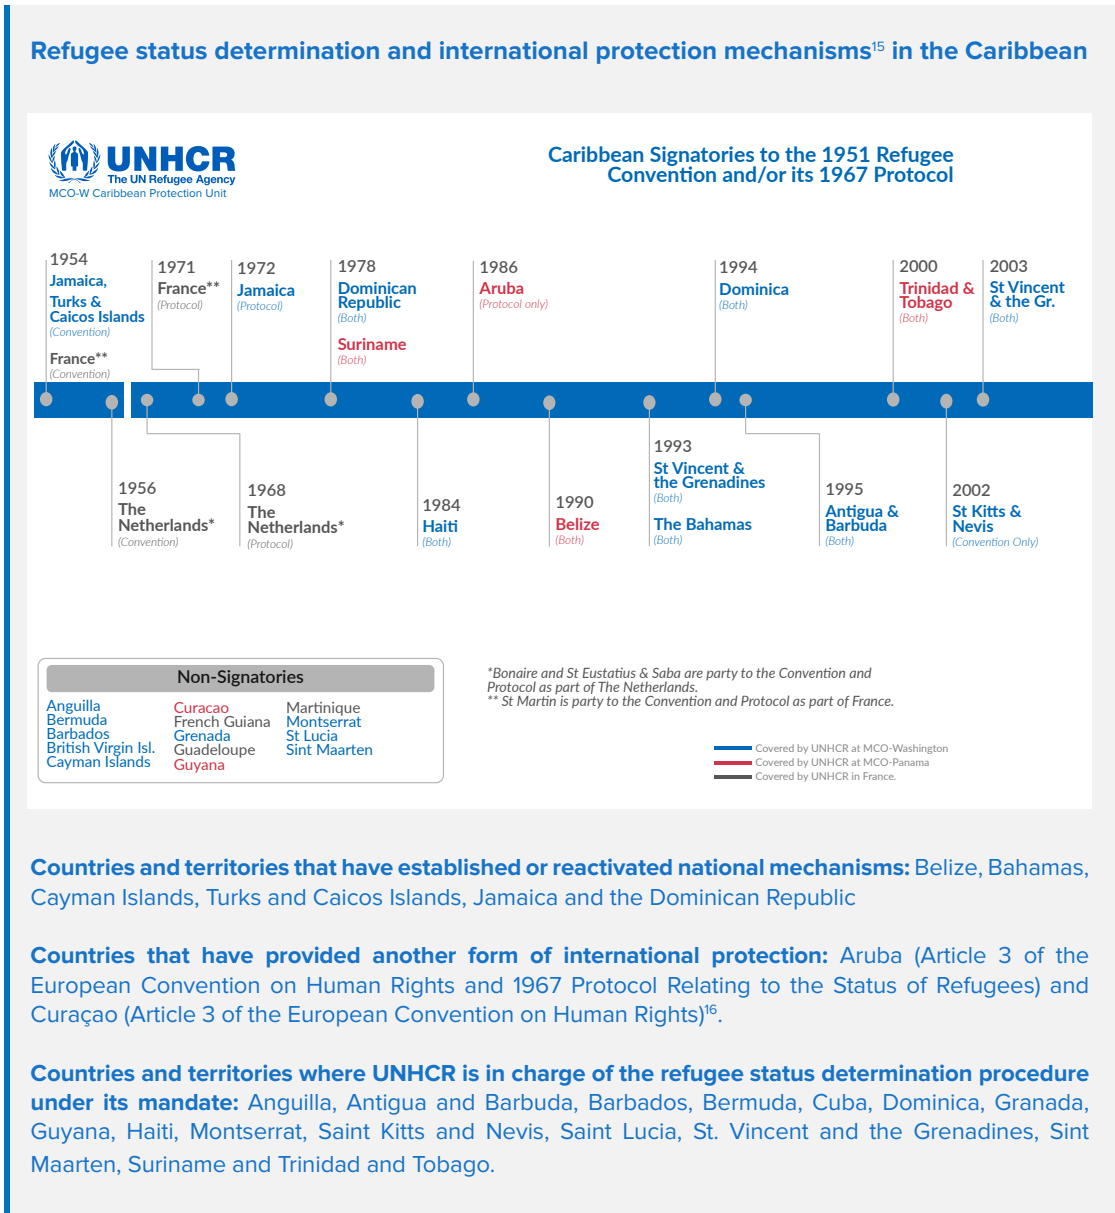 Refugee status determination and international protection mechanisms15 in the Caribbean
UNHCR
The UN Refugee Agency
MCO-W Caribbean Protection Unit
Caribbean Signatories to the 1951 Refugee
Convention and/or its 1967 Protocol
1954
Jamaica,
Turks &
Caicos Islands
(Convention)
France**
(Convention)
1971
France**
(Protocol)
1972
Jamaica
(Protocol)
1978
Dominican
Republic
(Both)
Suriname
(Both)
1986
Aruba
(Protocol only)
1994
Dominica
(Both)
2000
Trinidad &
Tobago
(Both)
2003
St Vincent
& the Gr.
(Both)
1956
The
Netherlands*
(Convention)
1968
The
Netherlands*
(Protocol)
1984
Haiti
(Both)
1990
Belize
(Both)
1993
St Vincent &
the Grenadines
(Both)
The Bahamas
(Both)
1995
Antigua &
Barbuda
(Both)
2002
St Kitts &
Nevis
(Convention Only)
Non-Signatories
Anguilla
Bermuda
Barbados
British Virgin Isl.
Cayman Islands
Curacao
French Guiana
Grenada
Guadeloupe
Guyana
Martinique
Montserrat
St Lucia
Sint Maarten
*Bonaire and St Eustatius & Saba are party to the Convention and
Protocol as part of The Netherlands.
** St Martin is party to the Convention and Protocol as part of France.
Covered by UNHCR at MCO-Washington
Covered by UNHCR at MCO-Panama
Covered by UNHCR in France.
Countries and territories that have established or reactivated national mechanisms: Belize, Bahamas,
Cayman Islands, Turks and Caicos Islands, Jamaica and the Dominican Republic
Countries that have provided another form of international protection: Aruba (Article 3 of the
European Convention on Human Rights and 1967 Protocol Relating to the Status of Refugees) and
Curaçao (Article 3 of the European Convention on Human Rights)16.
Countries and territories where UNHCR is in charge of the refugee status determination procedure
under its mandate: Anguilla, Antigua and Barbuda, Barbados, Bermuda, Cuba, Dominica, Granada,
Guyana, Haiti, Montserrat, Saint Kitts and Nevis, Saint Lucia, St. Vincent and the Grenadines, Sint
Maarten, Suriname and Trinidad and Tobago.